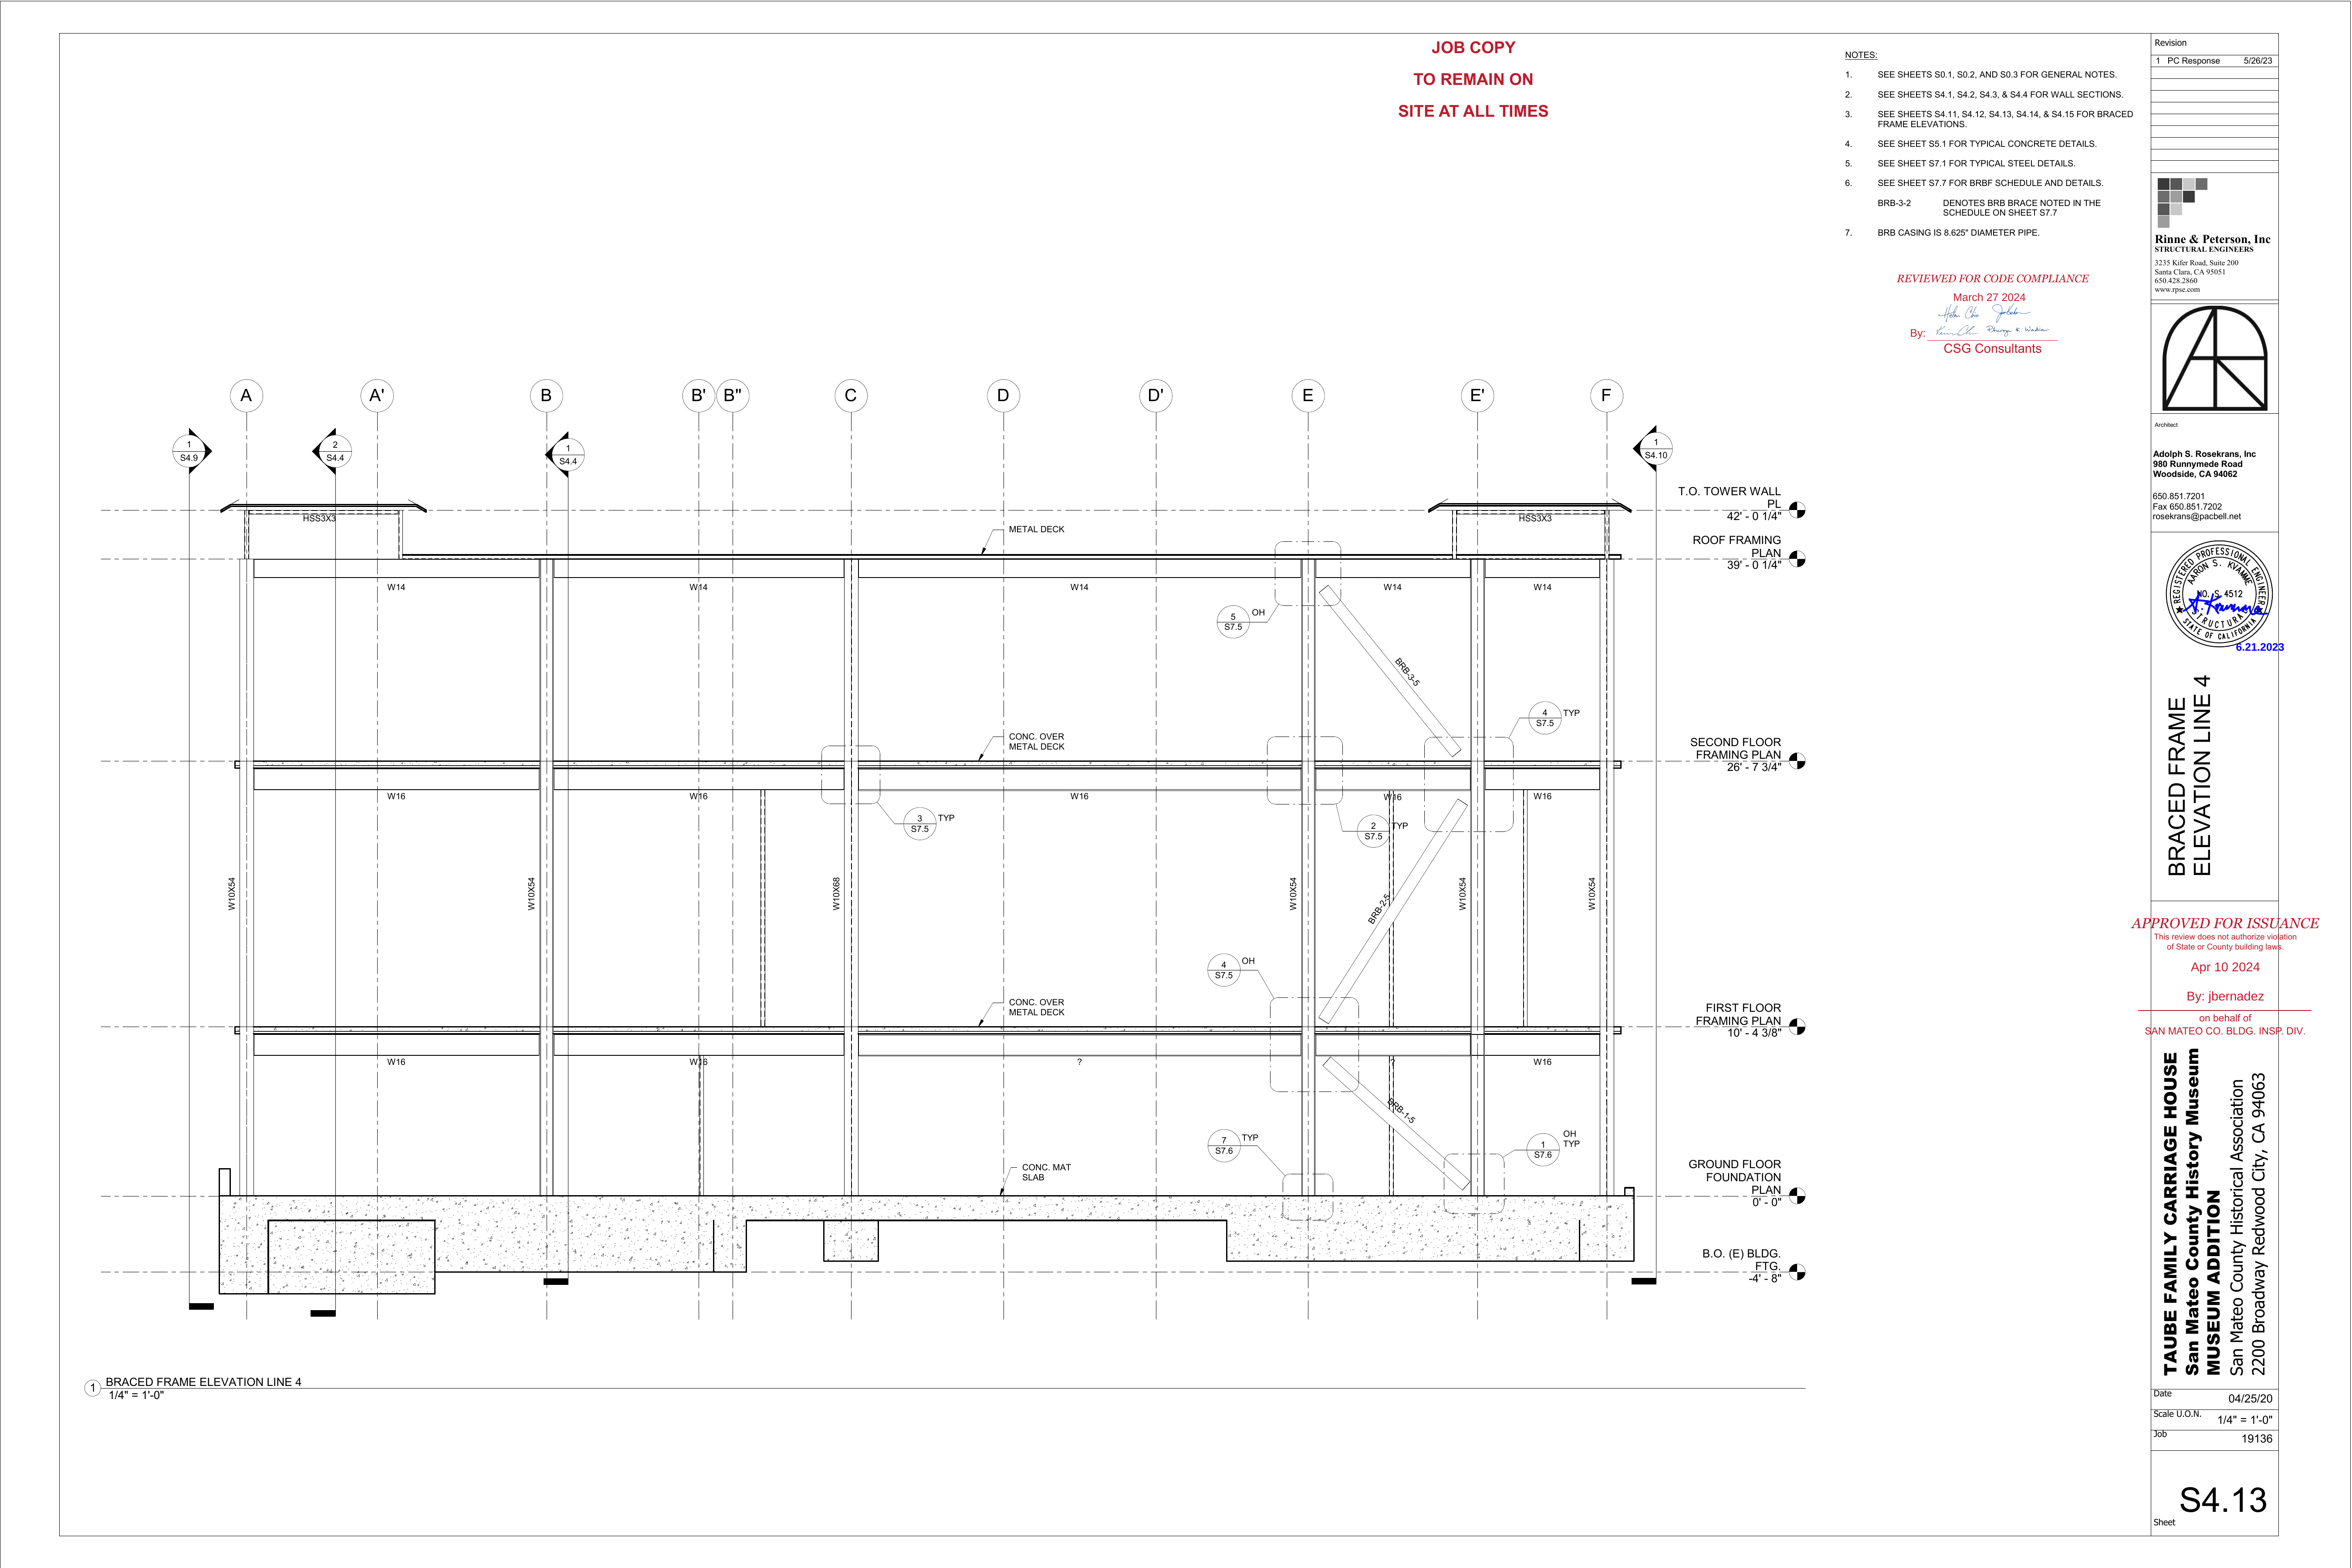 JOB COPY
TO REMAIN ON
SITE AT ALL TIMES
NOTES:
1. SEE SHEETS S0.1, S0.2, AND S0.3 FOR GENERAL NOTES.
2. SEE SHEETS S4.1, S4.2, S4.3, & S4.4 FOR WALL SECTIONS.
3. SEE SHEETS S4.11, S4.12, S4.13, S4.14, & S4.15 FOR BRACED
FRAME ELEVATIONS.
4. SEE SHEET S5.1 FOR TYPICAL CONCRETE DETAILS.
5. SEE SHEET S7.1 FOR TYPICAL STEEL DETAILS.
6. SEE SHEET S7.7 FOR BRBF SCHEDULE AND DETAILS.
BRB-3-2 DENOTES BRB BRACE NOTED IN THE
SCHEDULE ON SHEET S7.7
7. BRB CASING IS 8.625" DIAMETER PIPE.
REVIEWED FOR CODE COMPLIANCE
March 27 2024
By:
CSG Consultants
A A' B B' B" C D D' E E' F
1
S4.9
2
S4.4
1
S4.4
1
S4.10
T.O. TOWER WALL
PL
42' - 0 1/4"
HSS3X3
HSS3X3
METAL DECK
ROOF FRAMING
PLAN
39' - 0 1/4"
W14 W14 W14 W14 W14
5
S7.5
OH
BRB-3-5
4
S7.5
TYP
CONC. OVER
METAL DECK
SECOND FLOOR
FRAMING PLAN
26' - 7 3/4"
W16 W16 W16 W16 W16
3
S7.5
TYP
2
S7.5
TYP
W10X54 W10X54 W10X68 W10X54 W10X54 W10X54
BRB-2-5
4
S7.5
OH
CONC. OVER
METAL DECK
FIRST FLOOR
FRAMING PLAN
10' - 4 3/8"
W16 W16 ? ? W16
BRB-1-5
7
S7.6
TYP
1
S7.6
OH
TYP
CONC. MAT
SLAB
GROUND FLOOR
FOUNDATION
PLAN
0' - 0"
B.O. (E) BLDG.
FTG.
-4' - 8"
1 BRACED FRAME ELEVATION LINE 4
1/4" = 1'-0"
Revision
1 PC Response 5/26/23
Rinne & Peterson, Inc
STRUCTURAL ENGINEERS
3235 Kifer Road, Suite 200
Santa Clara, CA 95051
650.428.2860
www.rpse.com
Architect
Adolph S. Rosekrans, Inc
980 Runnymede Road
Woodside, CA 94062
650.851.7201
Fax 650.851.7202
rosekrans@pacbell.net
REGISTERED PROFESSIONAL ENGINEER
AARON S. KVAMME
NO. S 4512
STRUCTURAL
STATE OF CALIFORNIA
6.21.2023
BRACED FRAME
ELEVATION LINE 4
APPROVED FOR ISSUANCE
This review does not authorize violation
of State or County building laws.
Apr 10 2024
By: jbernadez
on behalf of
SAN MATEO CO. BLDG. INSP. DIV.
TAUBE FAMILY CARRIAGE HOUSE
San Mateo County History Museum
MUSEUM ADDITION
San Mateo County Historical Association
2200 Broadway Redwood City, CA 94063
Date 04/25/20
Scale U.O.N. 1/4" = 1'-0"
Job 19136
S4.13
Sheet